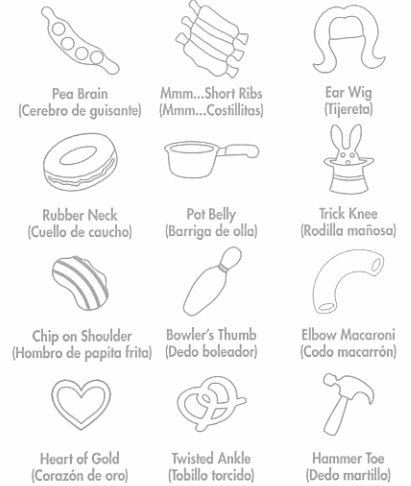 Pea Brain
(Cerebro de guisante)
Mmm...Short Ribs
(Mmm...Costillitas)
Ear Wig
(Tijereta)
Rubber Neck
(Cuello de caucho)
Pot Belly
(Barriga de olla)
Trick Knee
(Rodilla mañosa)
Chip on Shoulder
(Hombro de papita frita)
Bowler's Thumb
(Dedo boleador)
Elbow Macaroni
(Codo macarrón)
Heart of Gold
(Corazón de oro)
Twisted Ankle
(Tobillo torcido)
Hammer Toe
(Dedo martillo)